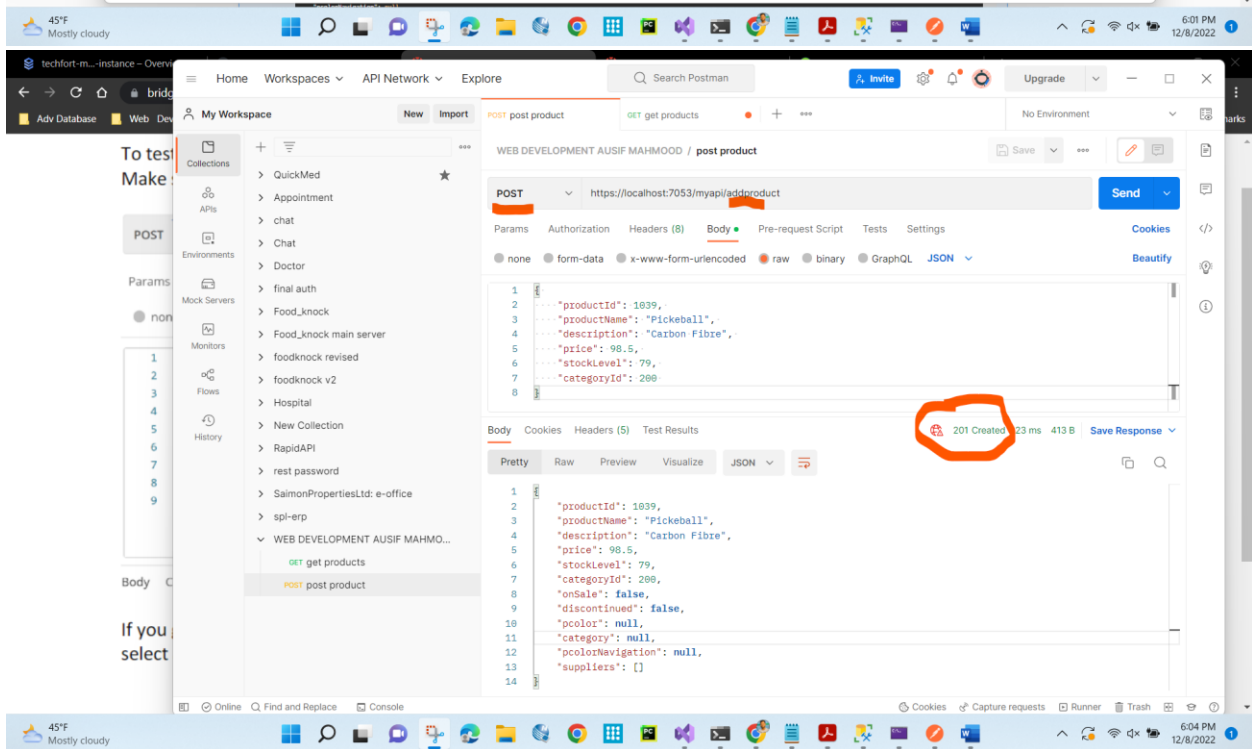 45°F
Mostly cloudy
6:01 PM
12/8/2022
1
techfort-m...-instance – Overvi
Home Workspaces API Network Explore
Search Postman
Invite
Upgrade
bridg
Adv Database Web Dev
arks
My Workspace New Import
POST post product GET get products
No Environment
To test
Make s
Collections
WEB DEVELOPMENT AUSIF MAHMOOD / post product
Save
QuickMed
Appointment
APIs
POST https://localhost:7053/myapi/addproduct
Send
chat
Chat
Environments
POST
Params Authorization Headers (8) Body Pre-request Script Tests Settings
Cookies
Doctor
final auth
Mock Servers
Params
none form-data x-www-form-urlencoded raw binary GraphQL JSON
Beautify
non
Food_knock
Food_knock main server
Monitors
foodknock revised
foodknock v2
Flows
Hospital
New Collection
History
RapidAPI
rest password
SaimonPropertiesLtd: e-office
spl-erp
WEB DEVELOPMENT AUSIF MAHMO...
GET get products
POST post product
1
2
3
4
5
6
7
8
9
Body C
If you
select
1 {
2 "productId": 1039,
3 "productName": "Pickeball",
4 "description": "Carbon Fibre",
5 "price": 98.5,
6 "stockLevel": 79,
7 "categoryId": 200
8 }
Body Cookies Headers (5) Test Results
201 Created 23 ms 413 B Save Response
Pretty Raw Preview Visualize JSON
1 {
2 "productId": 1039,
3 "productName": "Pickeball",
4 "description": "Carbon Fibre",
5 "price": 98.5,
6 "stockLevel": 79,
7 "categoryId": 200,
8 "onSale": false,
9 "discontinued": false,
10 "pcolor": null,
11 "category": null,
12 "pcolorNavigation": null,
13 "suppliers": []
14 }
Online Find and Replace Console
Cookies Capture requests Runner Trash
45°F
Mostly cloudy
6:04 PM
12/8/2022
1